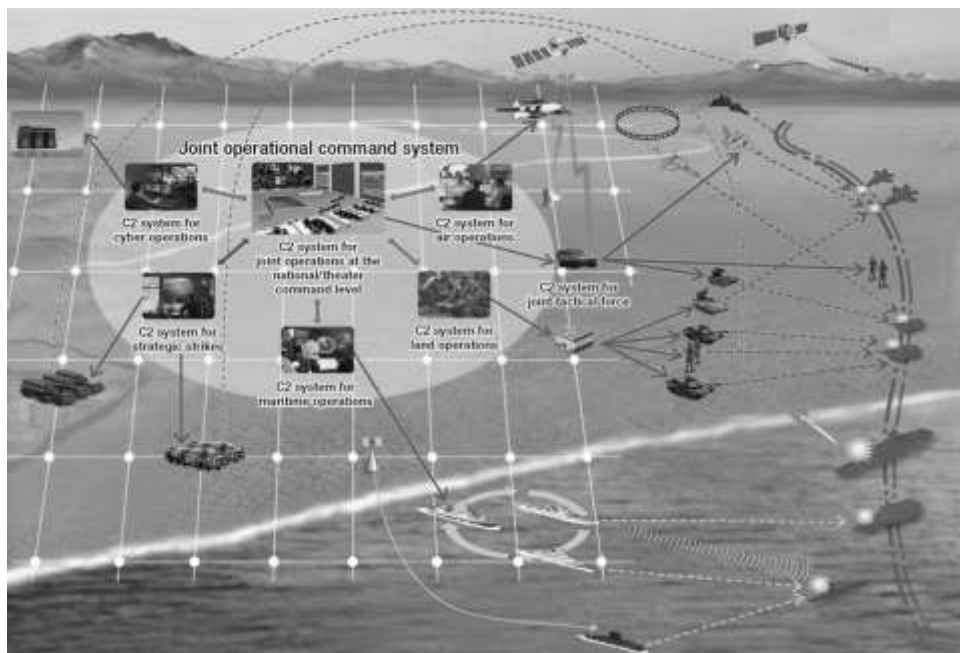 Joint operational command system
C2 system for
cyber operations
C2 system for
joint operations at the
national/theater
command level
C2 system for
air operations
C2 system for
strategic strikes
C2 system for
maritime operations
C2 system for
land operations
C2 system for
joint tactical force